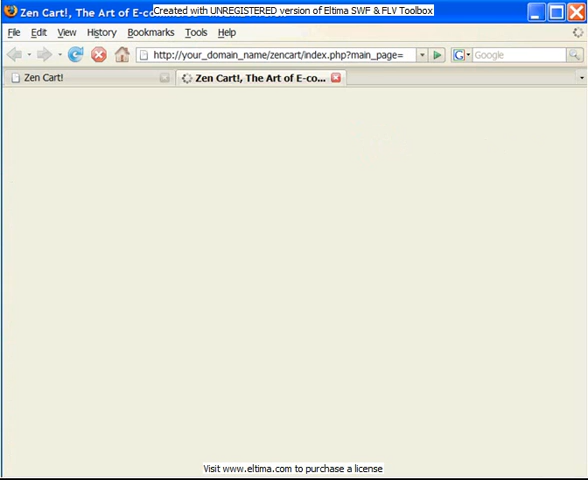 Zen Cart!, The Art of E-co
Created with UNREGISTERED version of Eltima SWF & FLV Toolbox
File Edit View History Bookmarks Tools Help
http://your_domain_name/zencart/index.php?main_page= G Google
Zen Cart! Zen Cart!, The Art of E-co...
Visit www.eltima.com to purchase a license